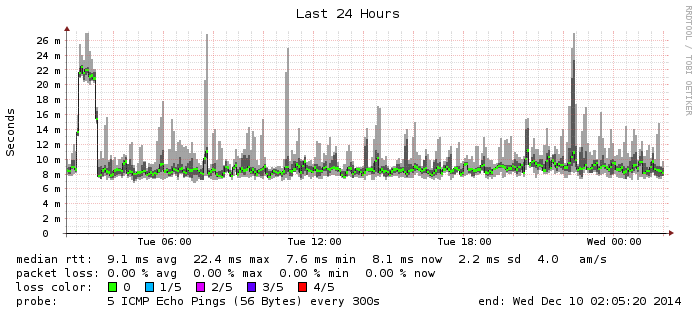 Last 24 Hours
RRDTOOL / TOBI OETIKER
Seconds
26 m
24 m
22 m
20 m
18 m
16 m
14 m
12 m
10 m
8 m
6 m
4 m
2 m
0
Tue 06:00 Tue 12:00 Tue 18:00 Wed 00:00
median rtt: 9.1 ms avg 22.4 ms max 7.6 ms min 8.1 ms now 2.2 ms sd 4.0 am/s
packet loss: 0.00 % avg 0.00 % max 0.00 % min 0.00 % now
loss color: 0 1/5 2/5 3/5 4/5
probe: 5 ICMP Echo Pings (56 Bytes) every 300s end: Wed Dec 10 02:05:20 2014